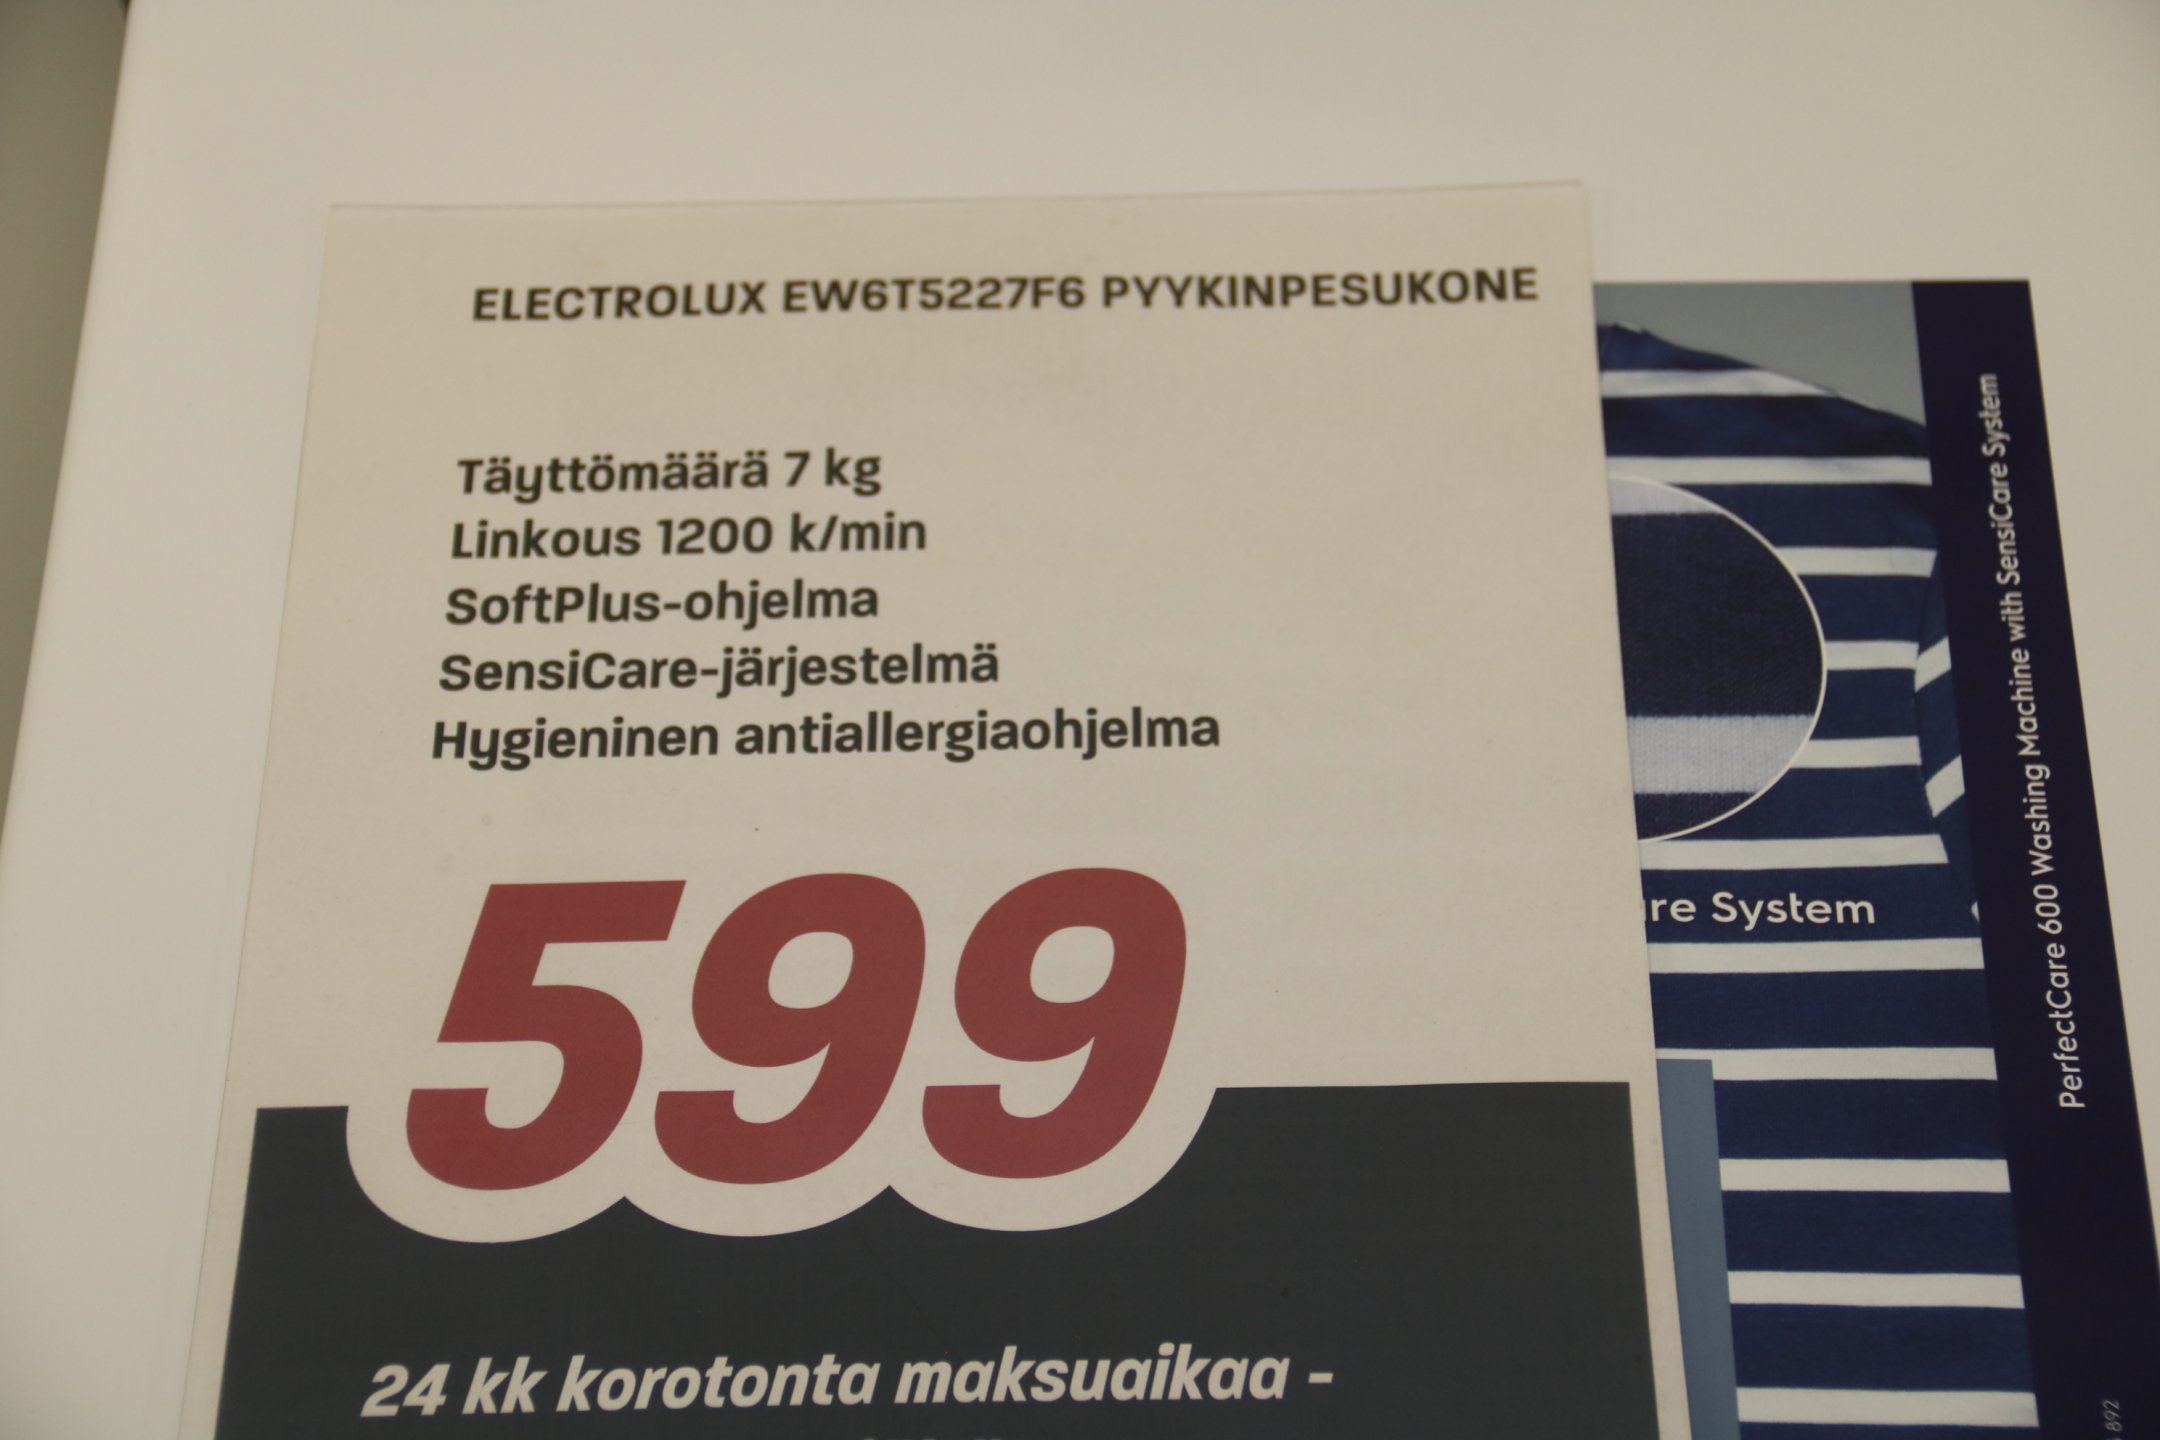 ELECTROLUX EW6T5227F6 PYYKINPESUKONE
Täyttömäärä 7 kg
Linkous 1200 k/min
SoftPlus-ohjelma
SensiCare-järjestelmä
Hygieninen antiallergiaohjelma
599
24 kk korotonta maksuaikaa -
System
PerfectCare 600 Washing Machine with SensiCare System